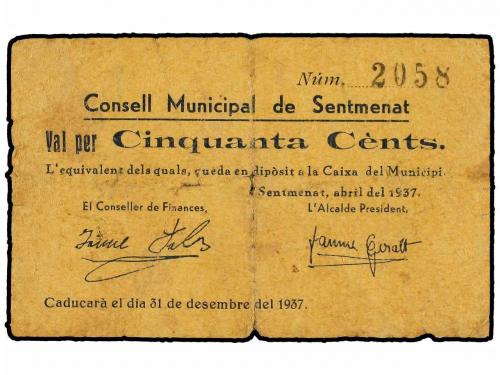 Núm. 2058
Consell Municipal de Sentmenat
Val per Cinquanta Cènts.
L'equivalent dels quals, queda en dipòsit a la Caixa del Municipi.
Sentmenat, abril del 1937.
El Conseller de Finances, L'Alcalde President,
Jaume
Caducarà el dia 31 de desembre del 1937.